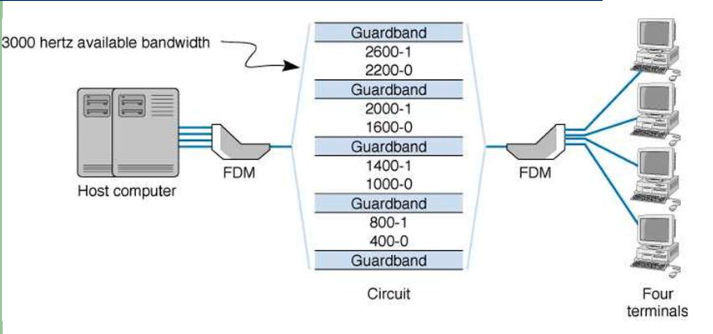 3000 hertz available bandwidth
Guardband
2600-1
2200-0
Guardband
2000-1
1600-0
Guardband
1400-1
1000-0
Guardband
800-1
400-0
Guardband
Host computer
FDM
FDM
Circuit
Four
terminals